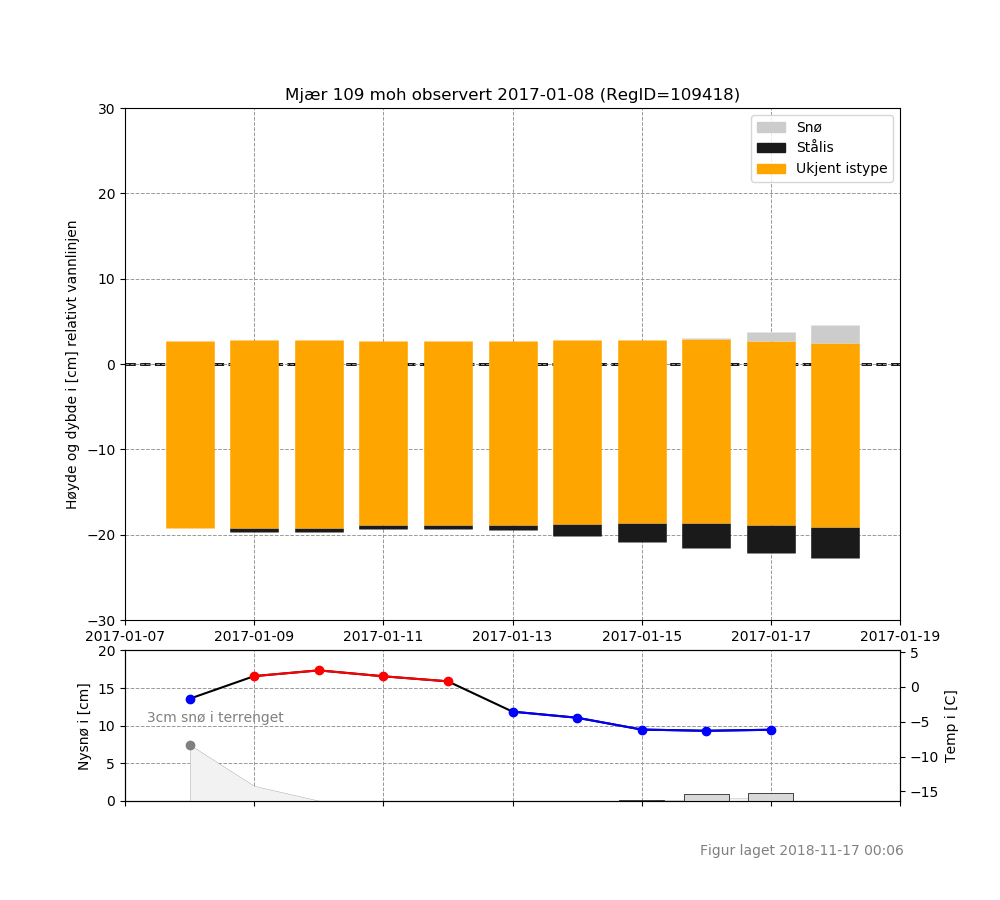 Mjær 109 moh observert 2017-01-08 (RegID=109418)
30
20
10
0
−10
−20
−30
Høyde og dybde i [cm] relativt vannlinjen
Snø
Stålis
Ukjent istype
2017-01-07 2017-01-09 2017-01-11 2017-01-13 2017-01-15 2017-01-17 2017-01-19
20
15
10
5
0
Nysnø i [cm]
3cm snø i terrenget
5
0
−5
−10
−15
Temp i [C]
Figur laget 2018-11-17 00:06